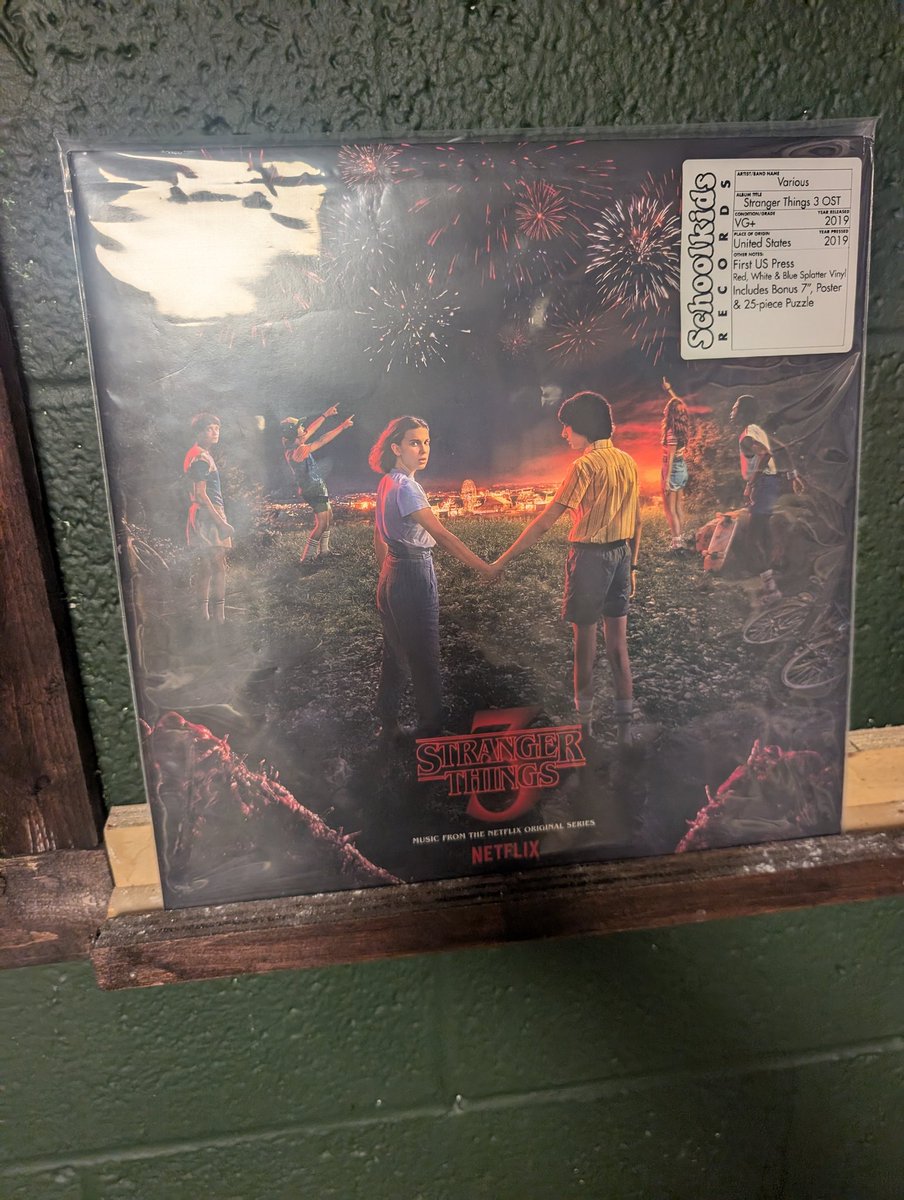 Schoolkids
RECORDS
ARTIST/BAND NAME
Various
ALBUM TITLE
Stranger Things 3 OST
CONDITION/GRADE YEAR RELEASED
VG+ 2019
PLACE OF ORIGIN YEAR PRESSED
United States 2019
OTHER NOTES:
First US Press
Red, White & Blue Splatter Vinyl
Includes Bonus 7", Poster
& 25-piece Puzzle
3
STRANGER
THINGS
MUSIC FROM THE NETFLIX ORIGINAL SERIES
NETFLIX